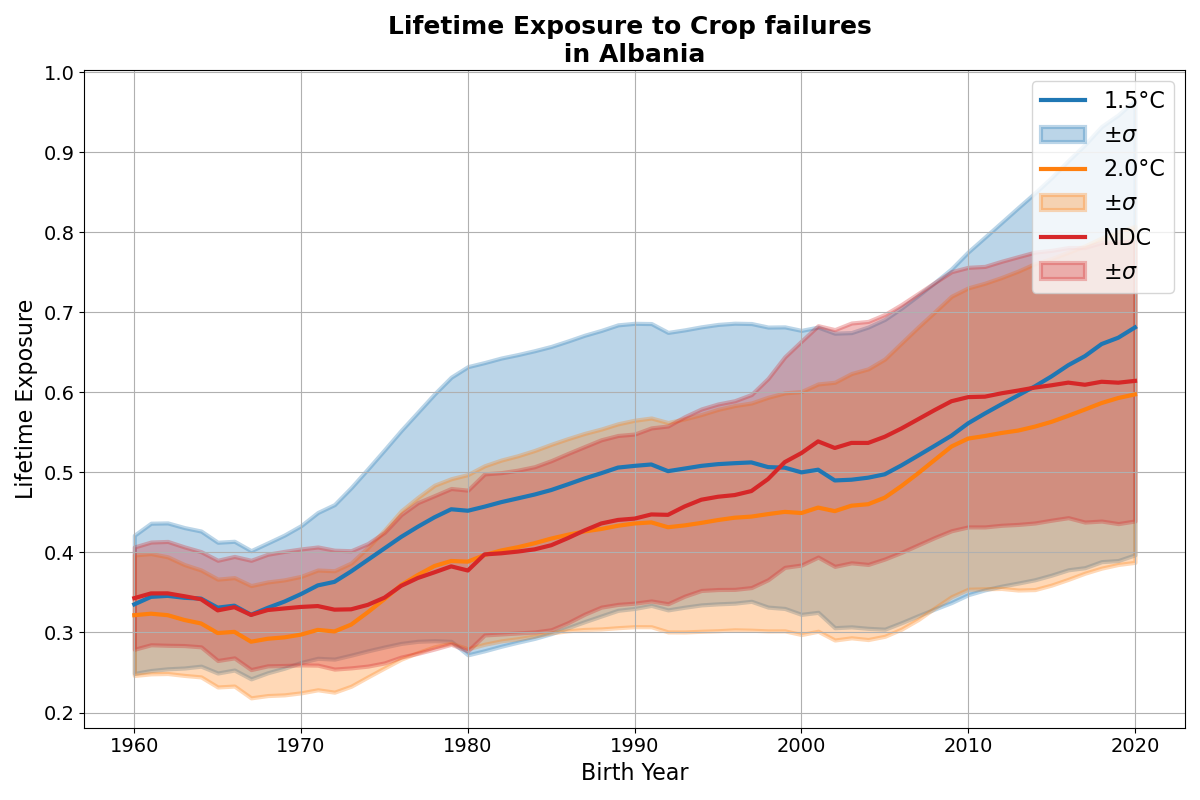 Lifetime Exposure to Crop failures
in Albania
1.0
0.9
0.8
0.7
0.6
0.5
0.4
0.3
0.2
Lifetime Exposure
1.5°C
±σ
2.0°C
±σ
NDC
±σ
1960
1970
1980
1990
2000
2010
2020
Birth Year